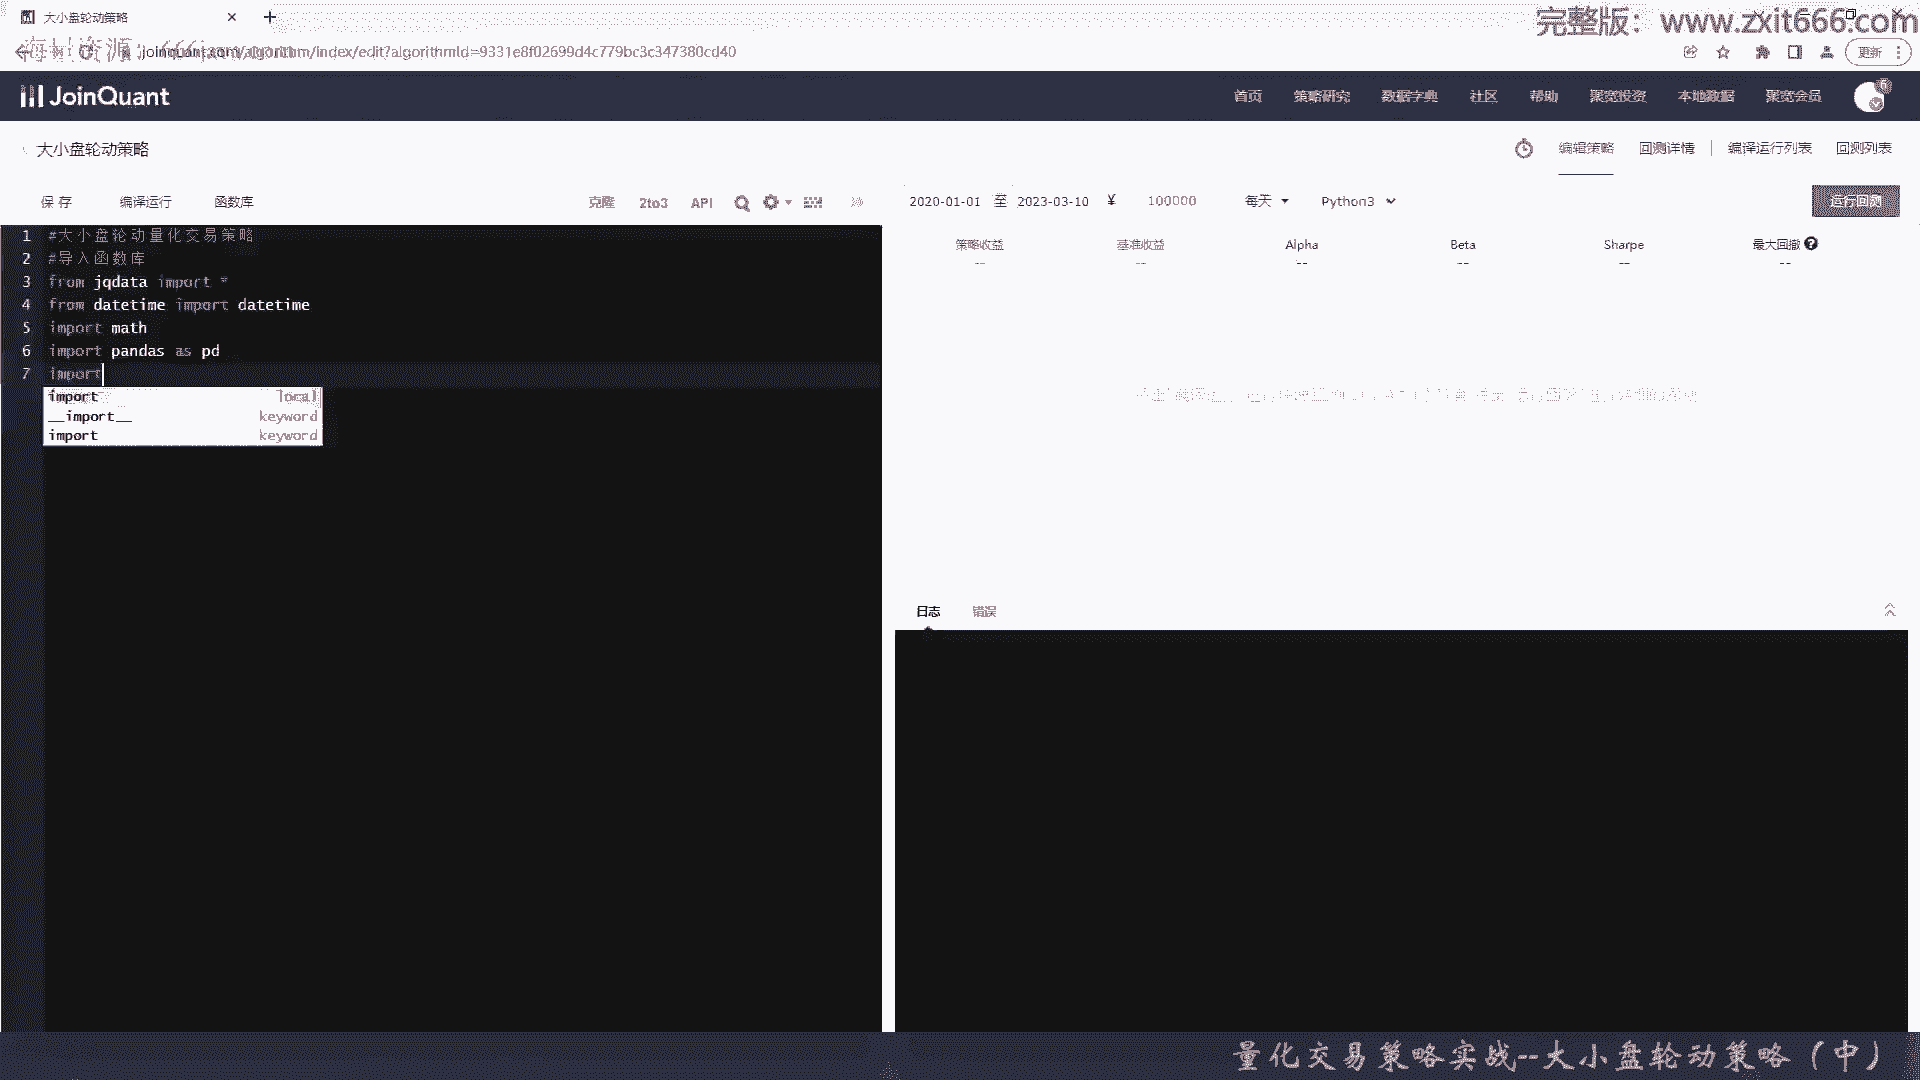 大小盘轮动策略
完整版：www.zxit666.com
joinquant.com/algorithm/index/edit?algorithmId=9331e8f02699d4c779bc3c347380cd40
更新
JoinQuant
首页 策略研究 数据字典 社区 帮助 聚宽投资 本地数据 聚宽会员
大小盘轮动策略
编辑策略 回测详情 | 编译运行列表 回测列表
保存 编译运行 函数库 克隆 2to3 API
2020-01-01 至 2023-03-10 ¥ 100000 每天 Python3 运行回测
策略收益 基准收益 Alpha Beta Sharpe 最大回撤
-- -- -- -- -- --
1 #大小盘轮动量化交易策略
2 #导入函数库
3 from jqdata import *
4 from datetime import datetime
5 import math
6 import pandas as pd
7 import
import local
__import__ keyword
import keyword
日志 错误
量化交易策略实战--大小盘轮动策略（中）